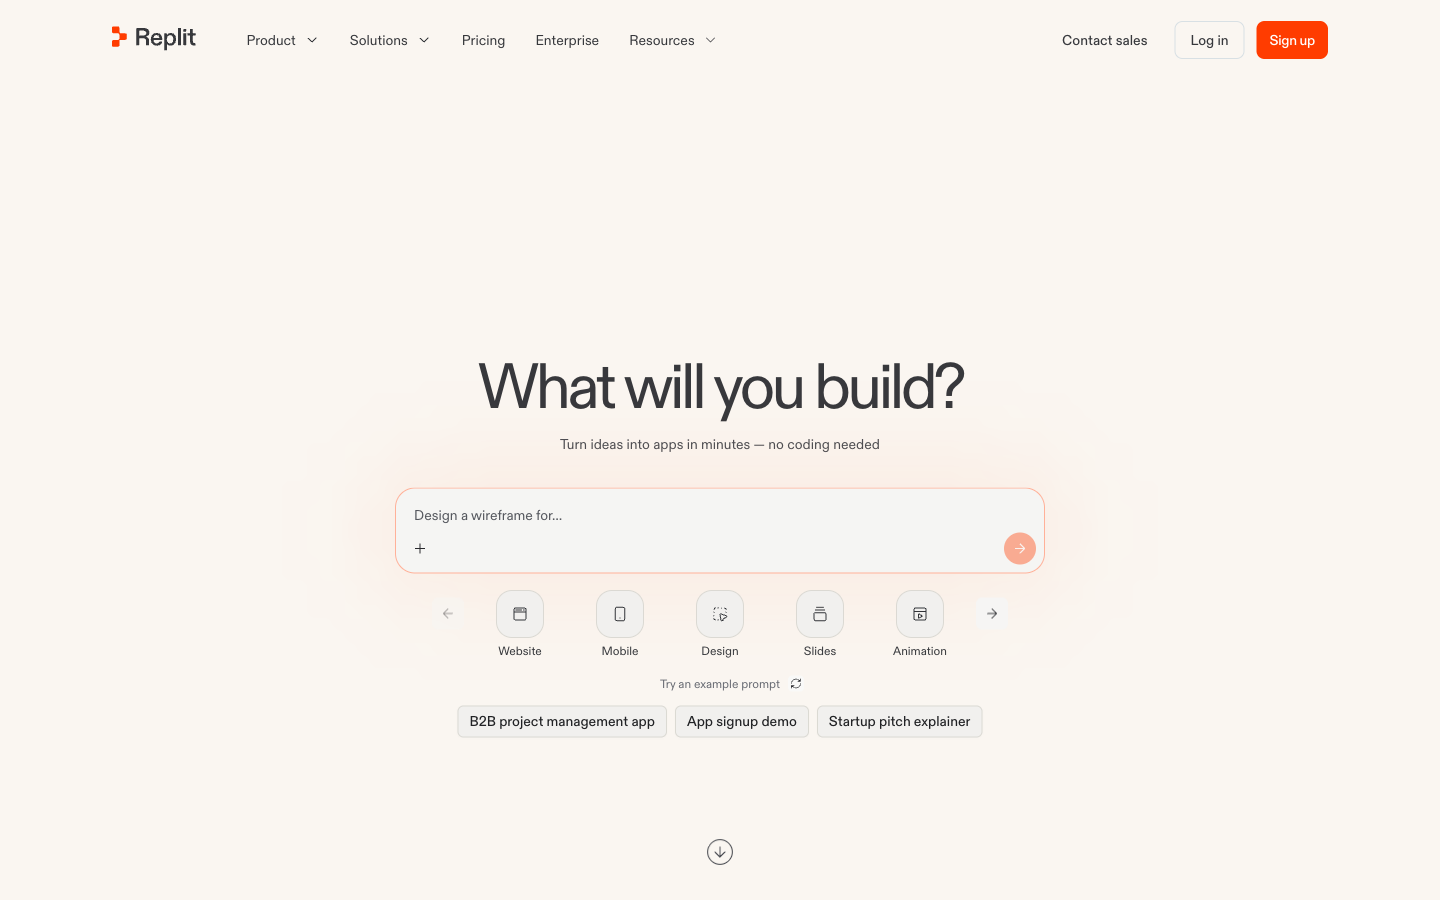 Replit
Product
Solutions
Pricing
Enterprise
Resources
Contact sales
Log in
Sign up
What will you build?
Turn ideas into apps in minutes — no coding needed
Design a wireframe for...
Website
Mobile
Design
Slides
Animation
Try an example prompt
B2B project management app
App signup demo
Startup pitch explainer